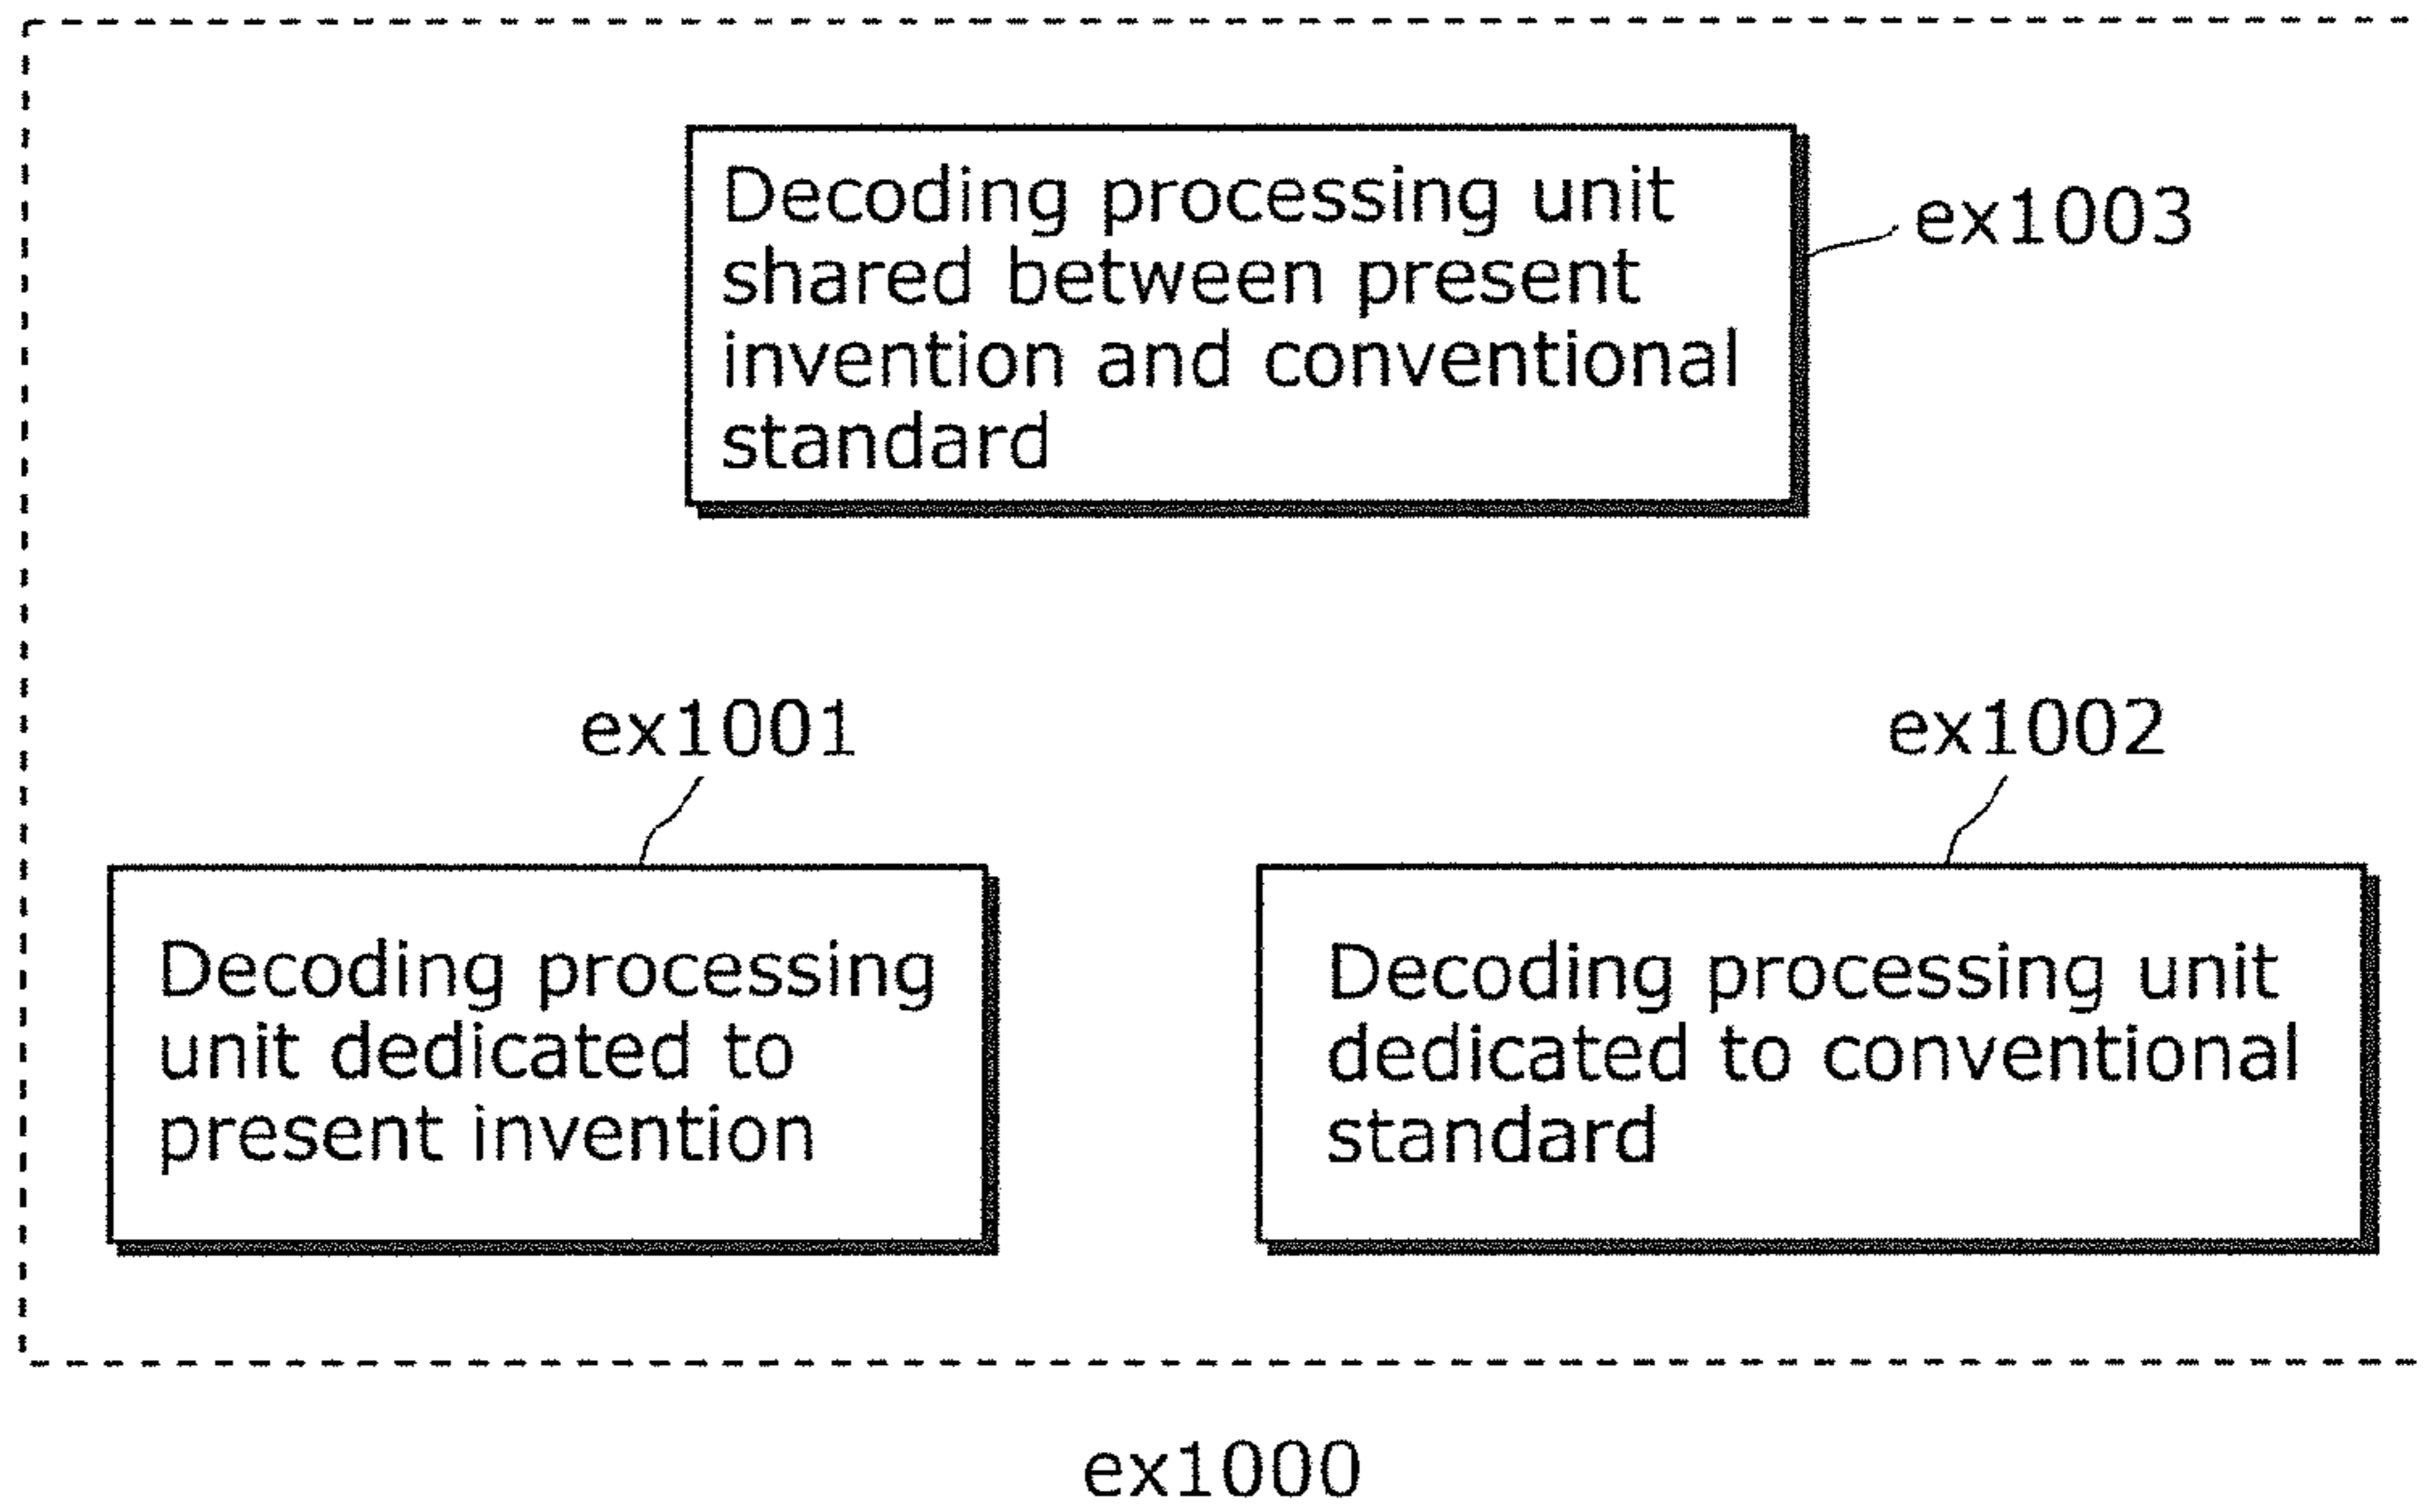 Decoding processing unit
shared between present
invention and conventional
standard
ex1003
ex1001
ex1002
Decoding processing
unit dedicated to
present invention
Decoding processing unit
dedicated to conventional
standard
ex1000